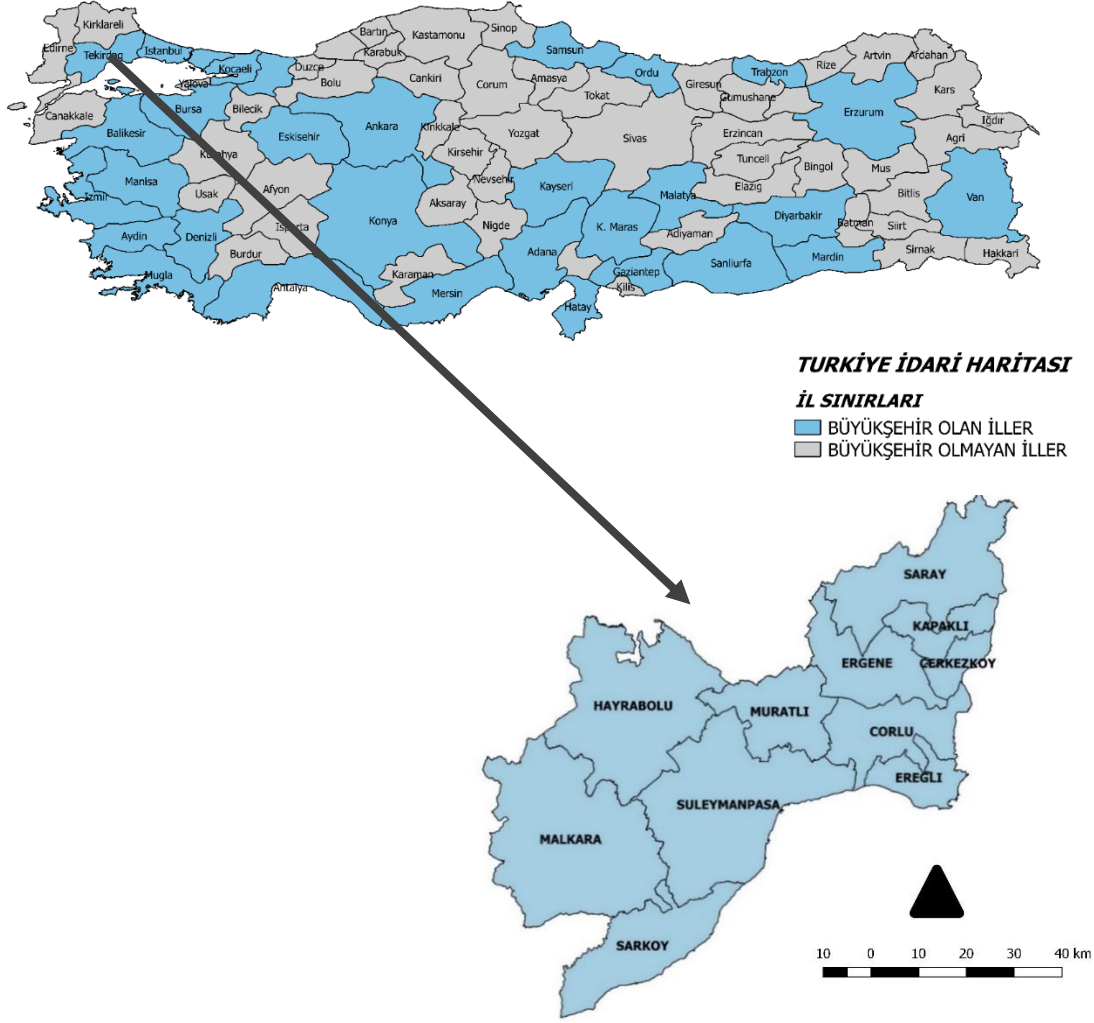 Kirklareli
Edirne
Tekirdag
Istanbul
Kocaeli
Yalova
Canakkale
Bursa
Bilecik
Balikesir
Kutahya
Manisa
Izmir
Usak
Afyon
Aydin
Denizli
Isparta
Burdur
Mugla
Antalya
Duzce
Bolu
Bartin
Karabuk
Kastamonu
Cankiri
Sinop
Samsun
Corum
Amasya
Ordu
Tokat
Eskisehir
Ankara
Kirikkale
Kirsehir
Yozgat
Sivas
Nevsehir
Aksaray
Konya
Nigde
Kayseri
Karaman
Mersin
Adana
K. Maras
Malatya
Adiyaman
Gaziantep
Kilis
Hatay
Sanliurfa
Giresun
Gumushane
Trabzon
Rize
Artvin
Ardahan
Kars
Iğdır
Agri
Erzurum
Erzincan
Tunceli
Elazig
Bingol
Mus
Bitlis
Van
Diyarbakir
Batman
Siirt
Mardin
Sirnak
Hakkari
TURKİYE İDARİ HARİTASI
İL SINIRLARI
BÜYÜKŞEHİR OLAN İLLER
BÜYÜKŞEHİR OLMAYAN İLLER
SARAY
KAPAKLI
ERGENE
CERKEZKOY
HAYRABOLU
MURATLI
CORLU
EREGLI
SULEYMANPASA
MALKARA
SARKOY
10 0 10 20 30 40 km